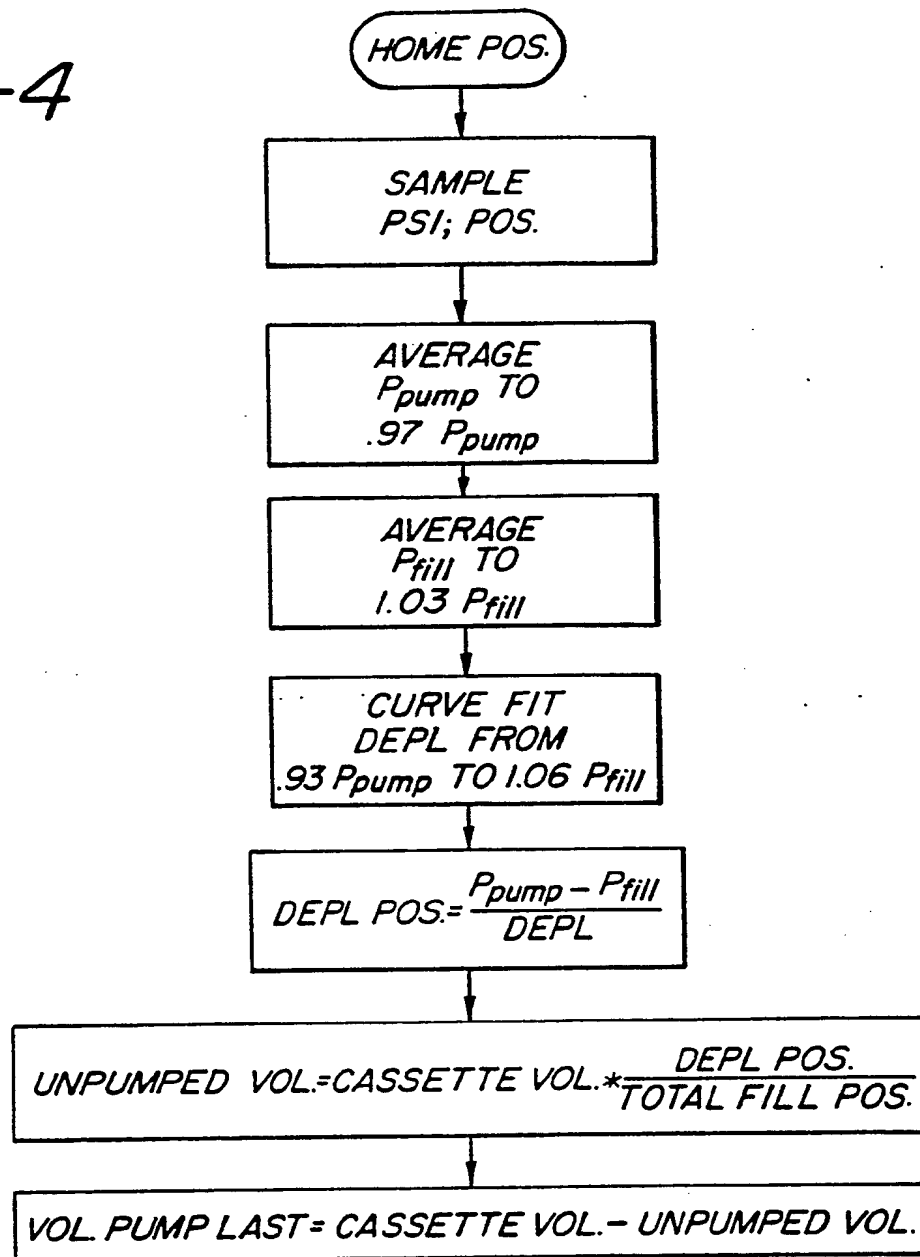 -4
HOME POS.
SAMPLE
PSI; POS.
AVERAGE
Ppump TO
.97 Ppump
AVERAGE
Pfill TO
1.03 Pfill
CURVE FIT
DEPL FROM
.93 Ppump TO 1.06 Pfill
DEPL POS.= Ppump - Pfill
DEPL
UNPUMPED VOL.=CASSETTE VOL.* DEPL POS.
TOTAL FILL POS.
VOL. PUMP LAST= CASSETTE VOL.- UNPUMPED VOL.